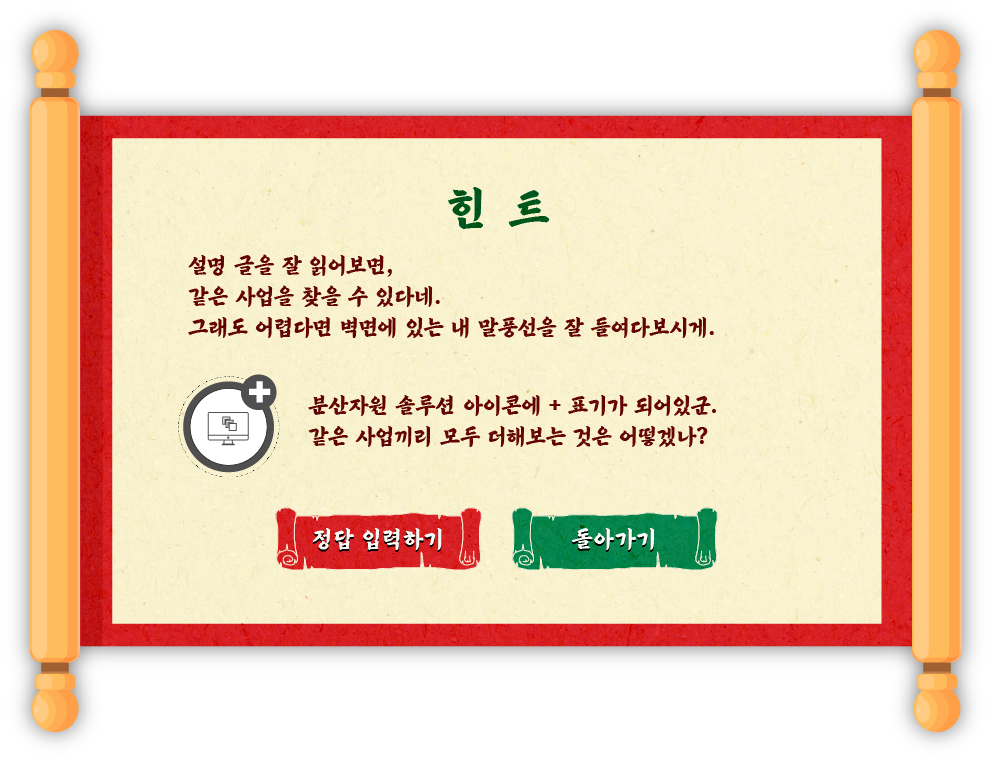 힌 트
설명 글을 잘 읽어보면,
같은 사업을 찾을 수 있다네.
그래도 어렵다면 벽면에 있는 내 말풍선을 잘 들여다보시게.
분산자원 솔루션 아이콘에 + 표기가 되어있군.
같은 사업끼리 모두 더해보는 것은 어떻겠나?
정답 입력하기
돌아가기